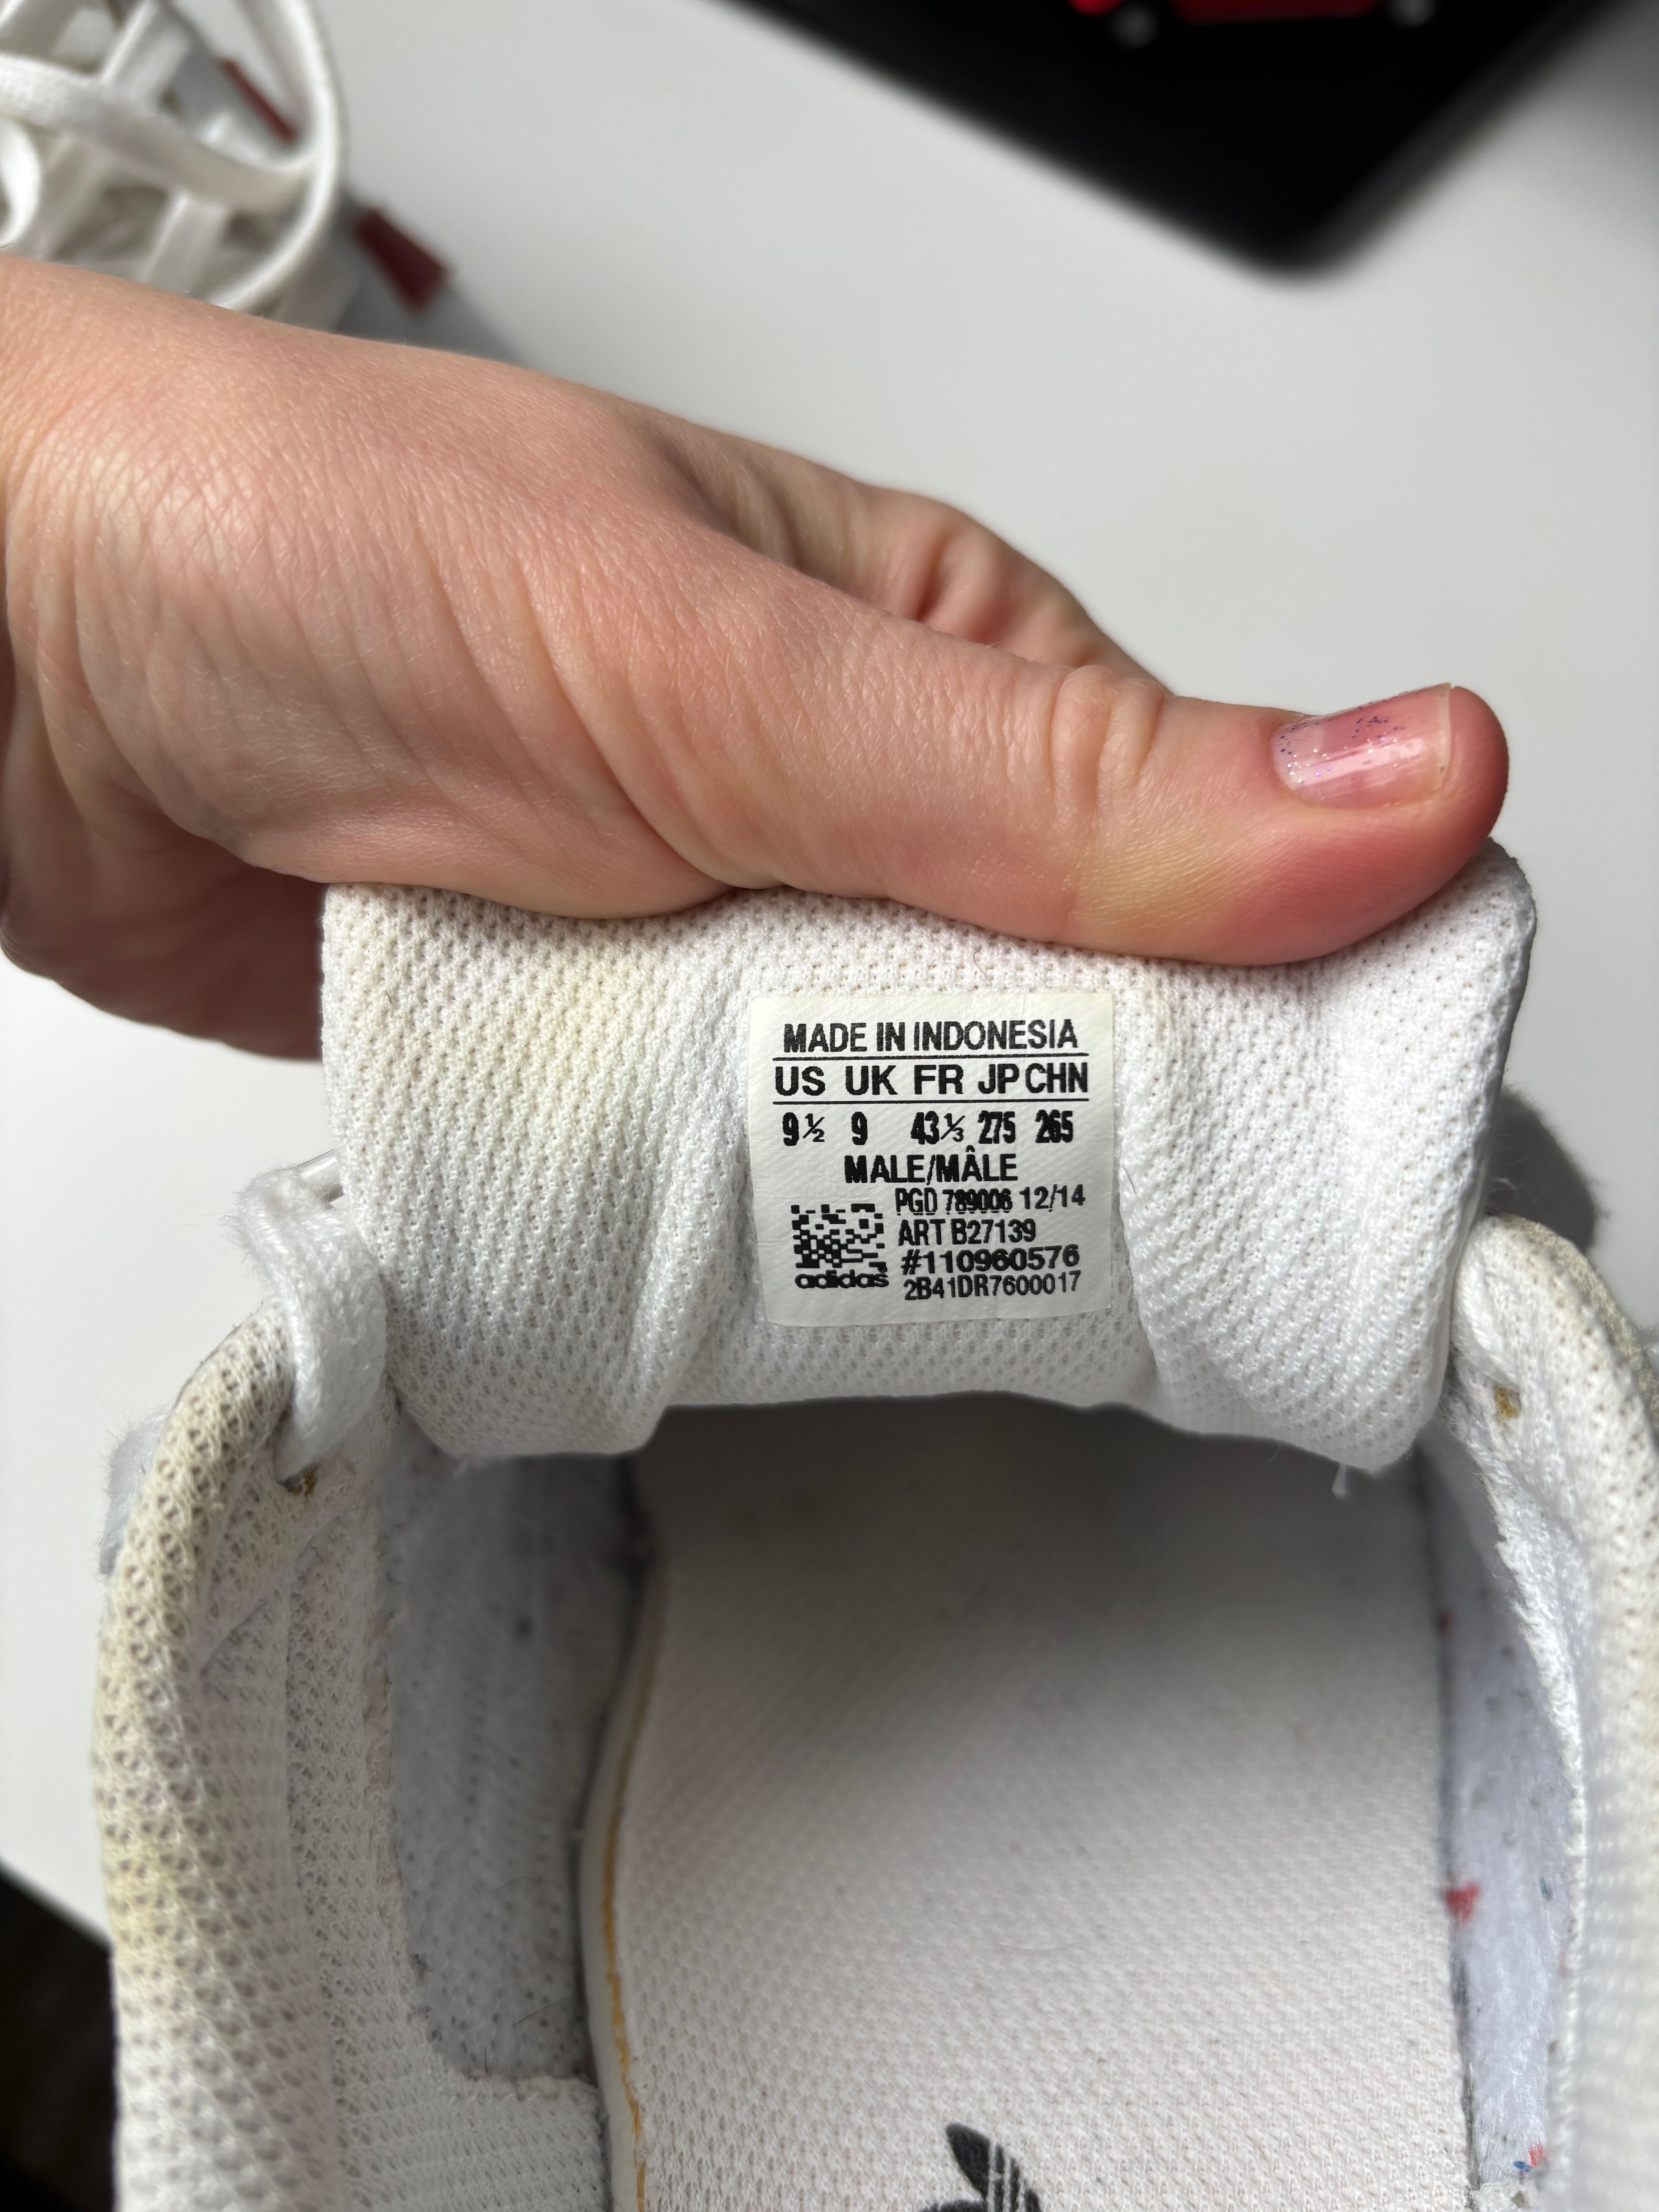 MADE IN INDONESIA
US UK FR JP CHN
9½ 9 43⅓ 275 265
MALE/MÂLE
PGD 789006 12/14
ART B27139
#110960576
adidas 2B41DR7600017